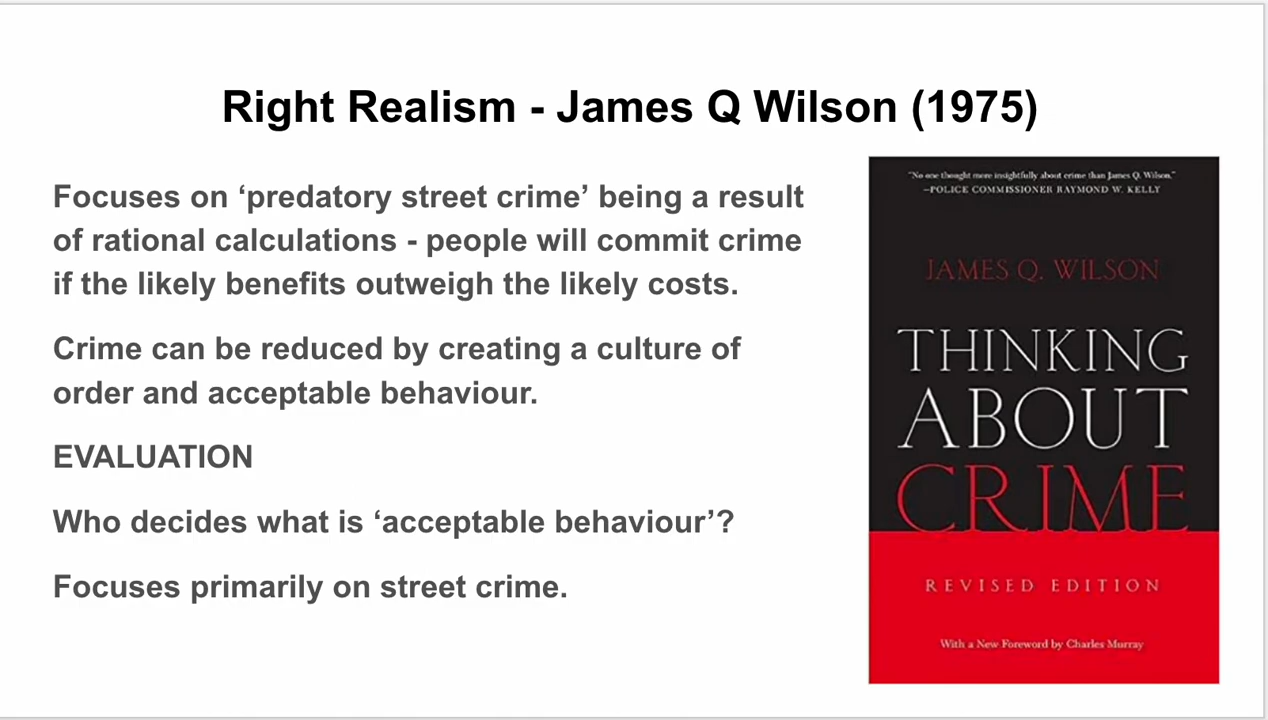 Right Realism - James Q Wilson (1975)
Focuses on ‘predatory street crime’ being a result
of rational calculations - people will commit crime
if the likely benefits outweigh the likely costs.
Crime can be reduced by creating a culture of
order and acceptable behaviour.
EVALUATION
Who decides what is ‘acceptable behaviour’?
Focuses primarily on street crime.
"No one thought more insightfully about crime than James Q. Wilson."
—POLICE COMMISSIONER RAYMOND W. KELLY
JAMES Q. WILSON
THINKING
ABOUT
CRIME
REVISED EDITION
With a New Foreword by Charles Murray